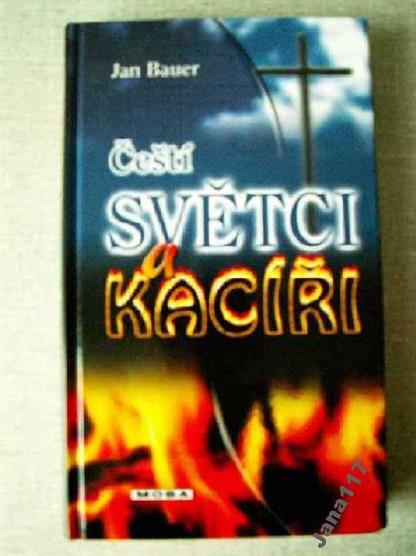 Jan Bauer
Čeští
SVĚTCI
a
KACÍŘI
MOBA
Jana117